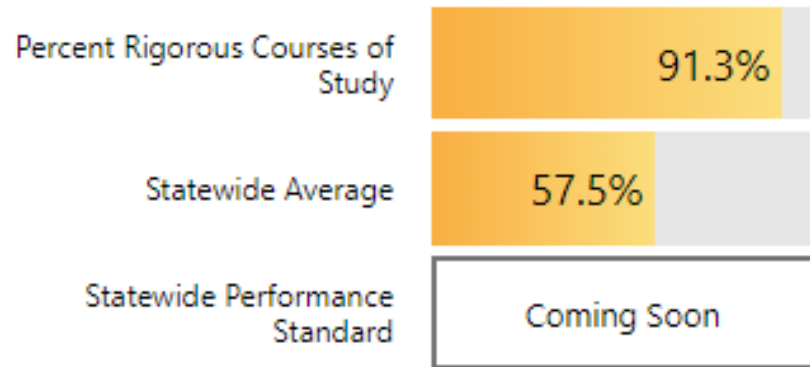 Percent Rigorous Courses of
Study
91.3%
Statewide Average
57.5%
Statewide Performance
Standard
Coming Soon